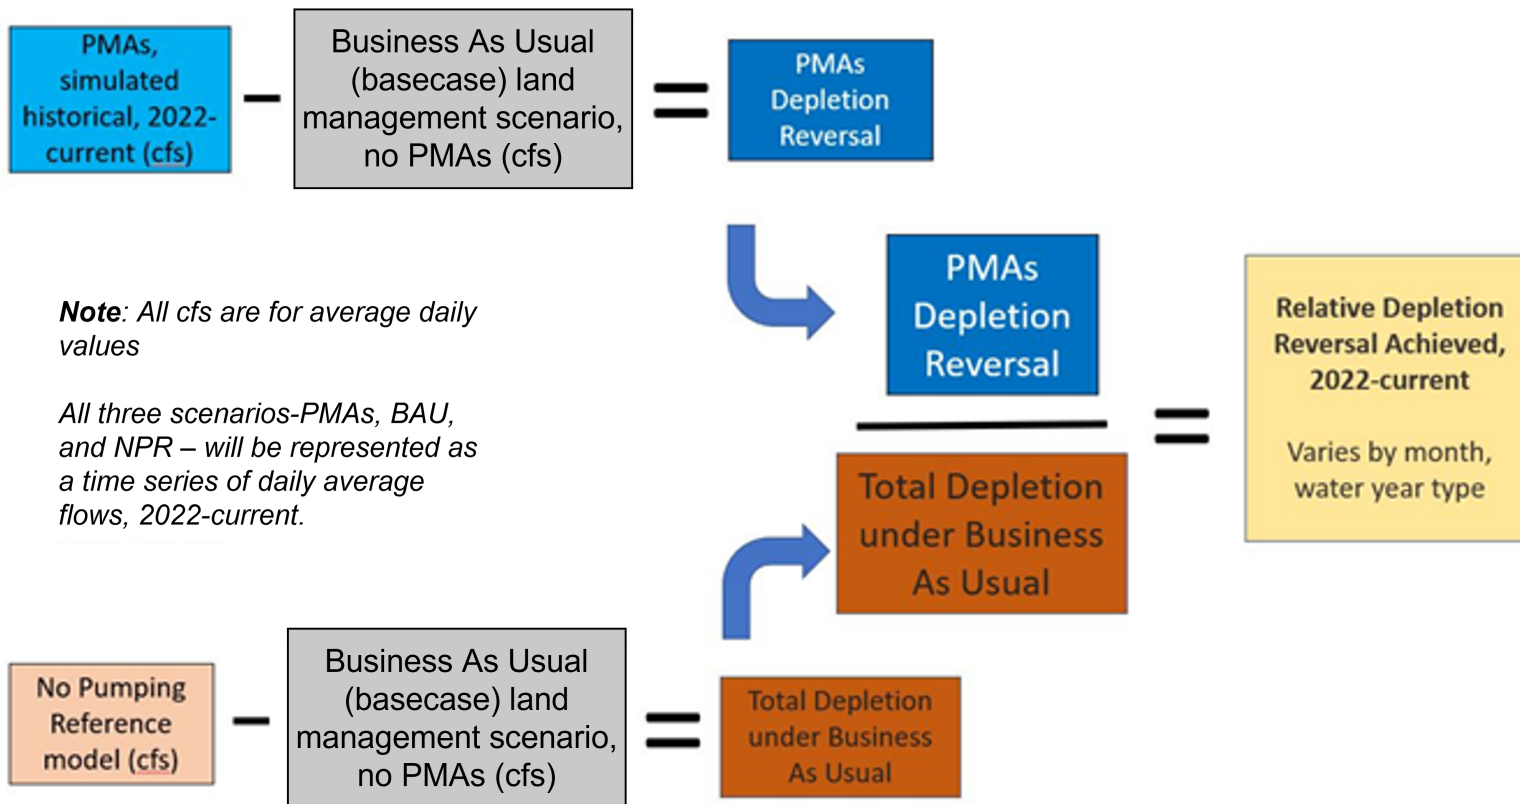 PMAs,
simulated
historical, 2022-
current (cfs)
−
Business As Usual
(basecase) land
management scenario,
no PMAs (cfs)
=
PMAs
Depletion
Reversal
Note: All cfs are for average daily
values
All three scenarios-PMAs, BAU,
and NPR – will be represented as
a time series of daily average
flows, 2022-current.
PMAs
Depletion
Reversal
Total Depletion
under Business
As Usual
=
Relative Depletion
Reversal Achieved,
2022-current
Varies by month,
water year type
No Pumping
Reference
model (cfs)
−
Business As Usual
(basecase) land
management scenario,
no PMAs (cfs)
=
Total Depletion
under Business
As Usual